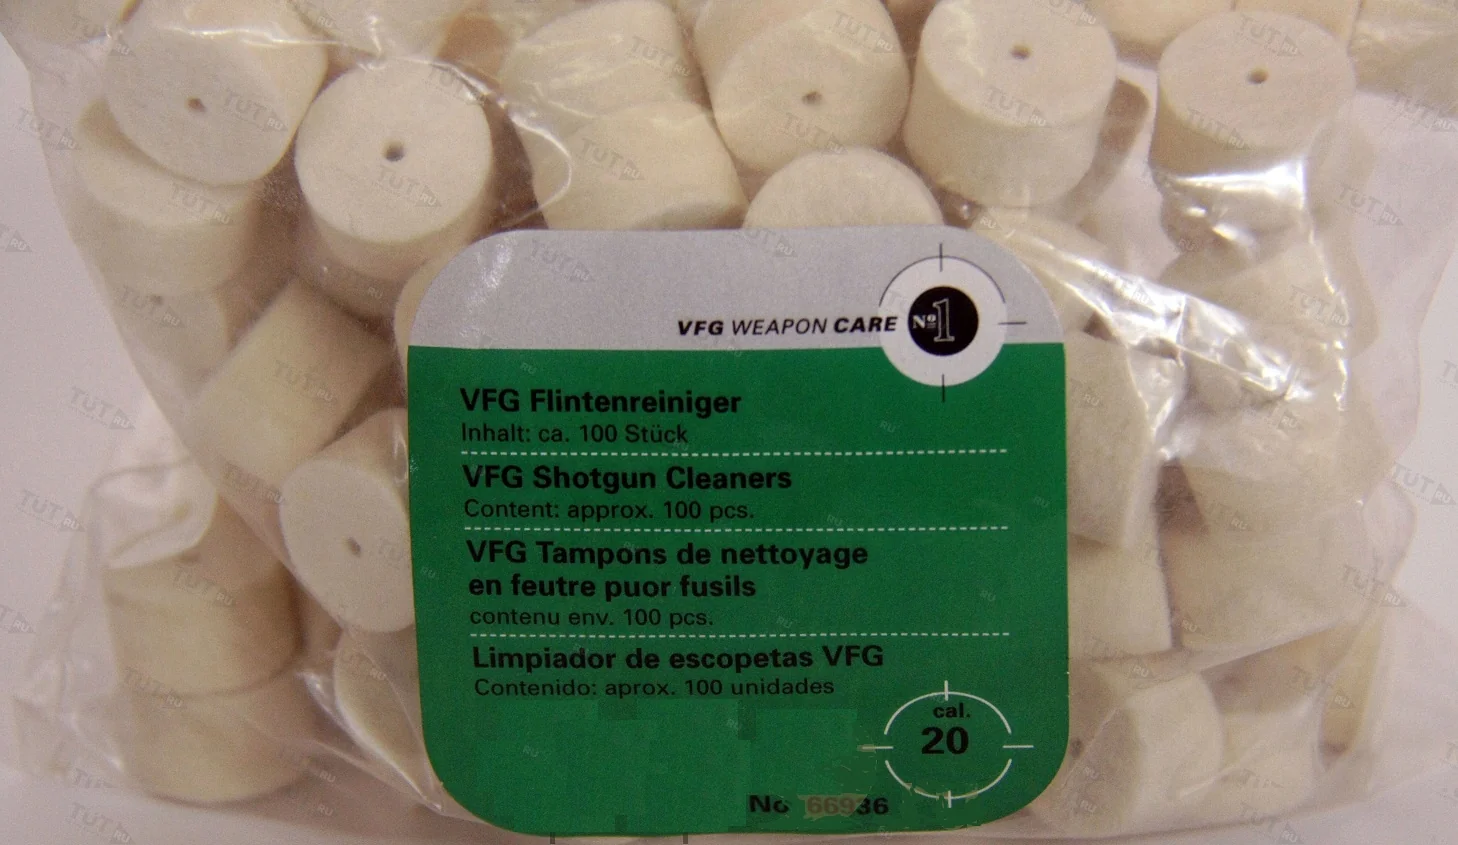 VFG WEAPON CARE
Nº1
VFG Flintenreiniger
Inhalt: ca. 100 Stück
VFG Shotgun Cleaners
Content: approx. 100 pcs.
VFG Tampons de nettoyage
en feutre puor fusils
contenu env. 100 pcs.
Limpiador de escopetas VFG
Contenido: aprox. 100 unidades
cal.
20
No 66936
TUT.RU